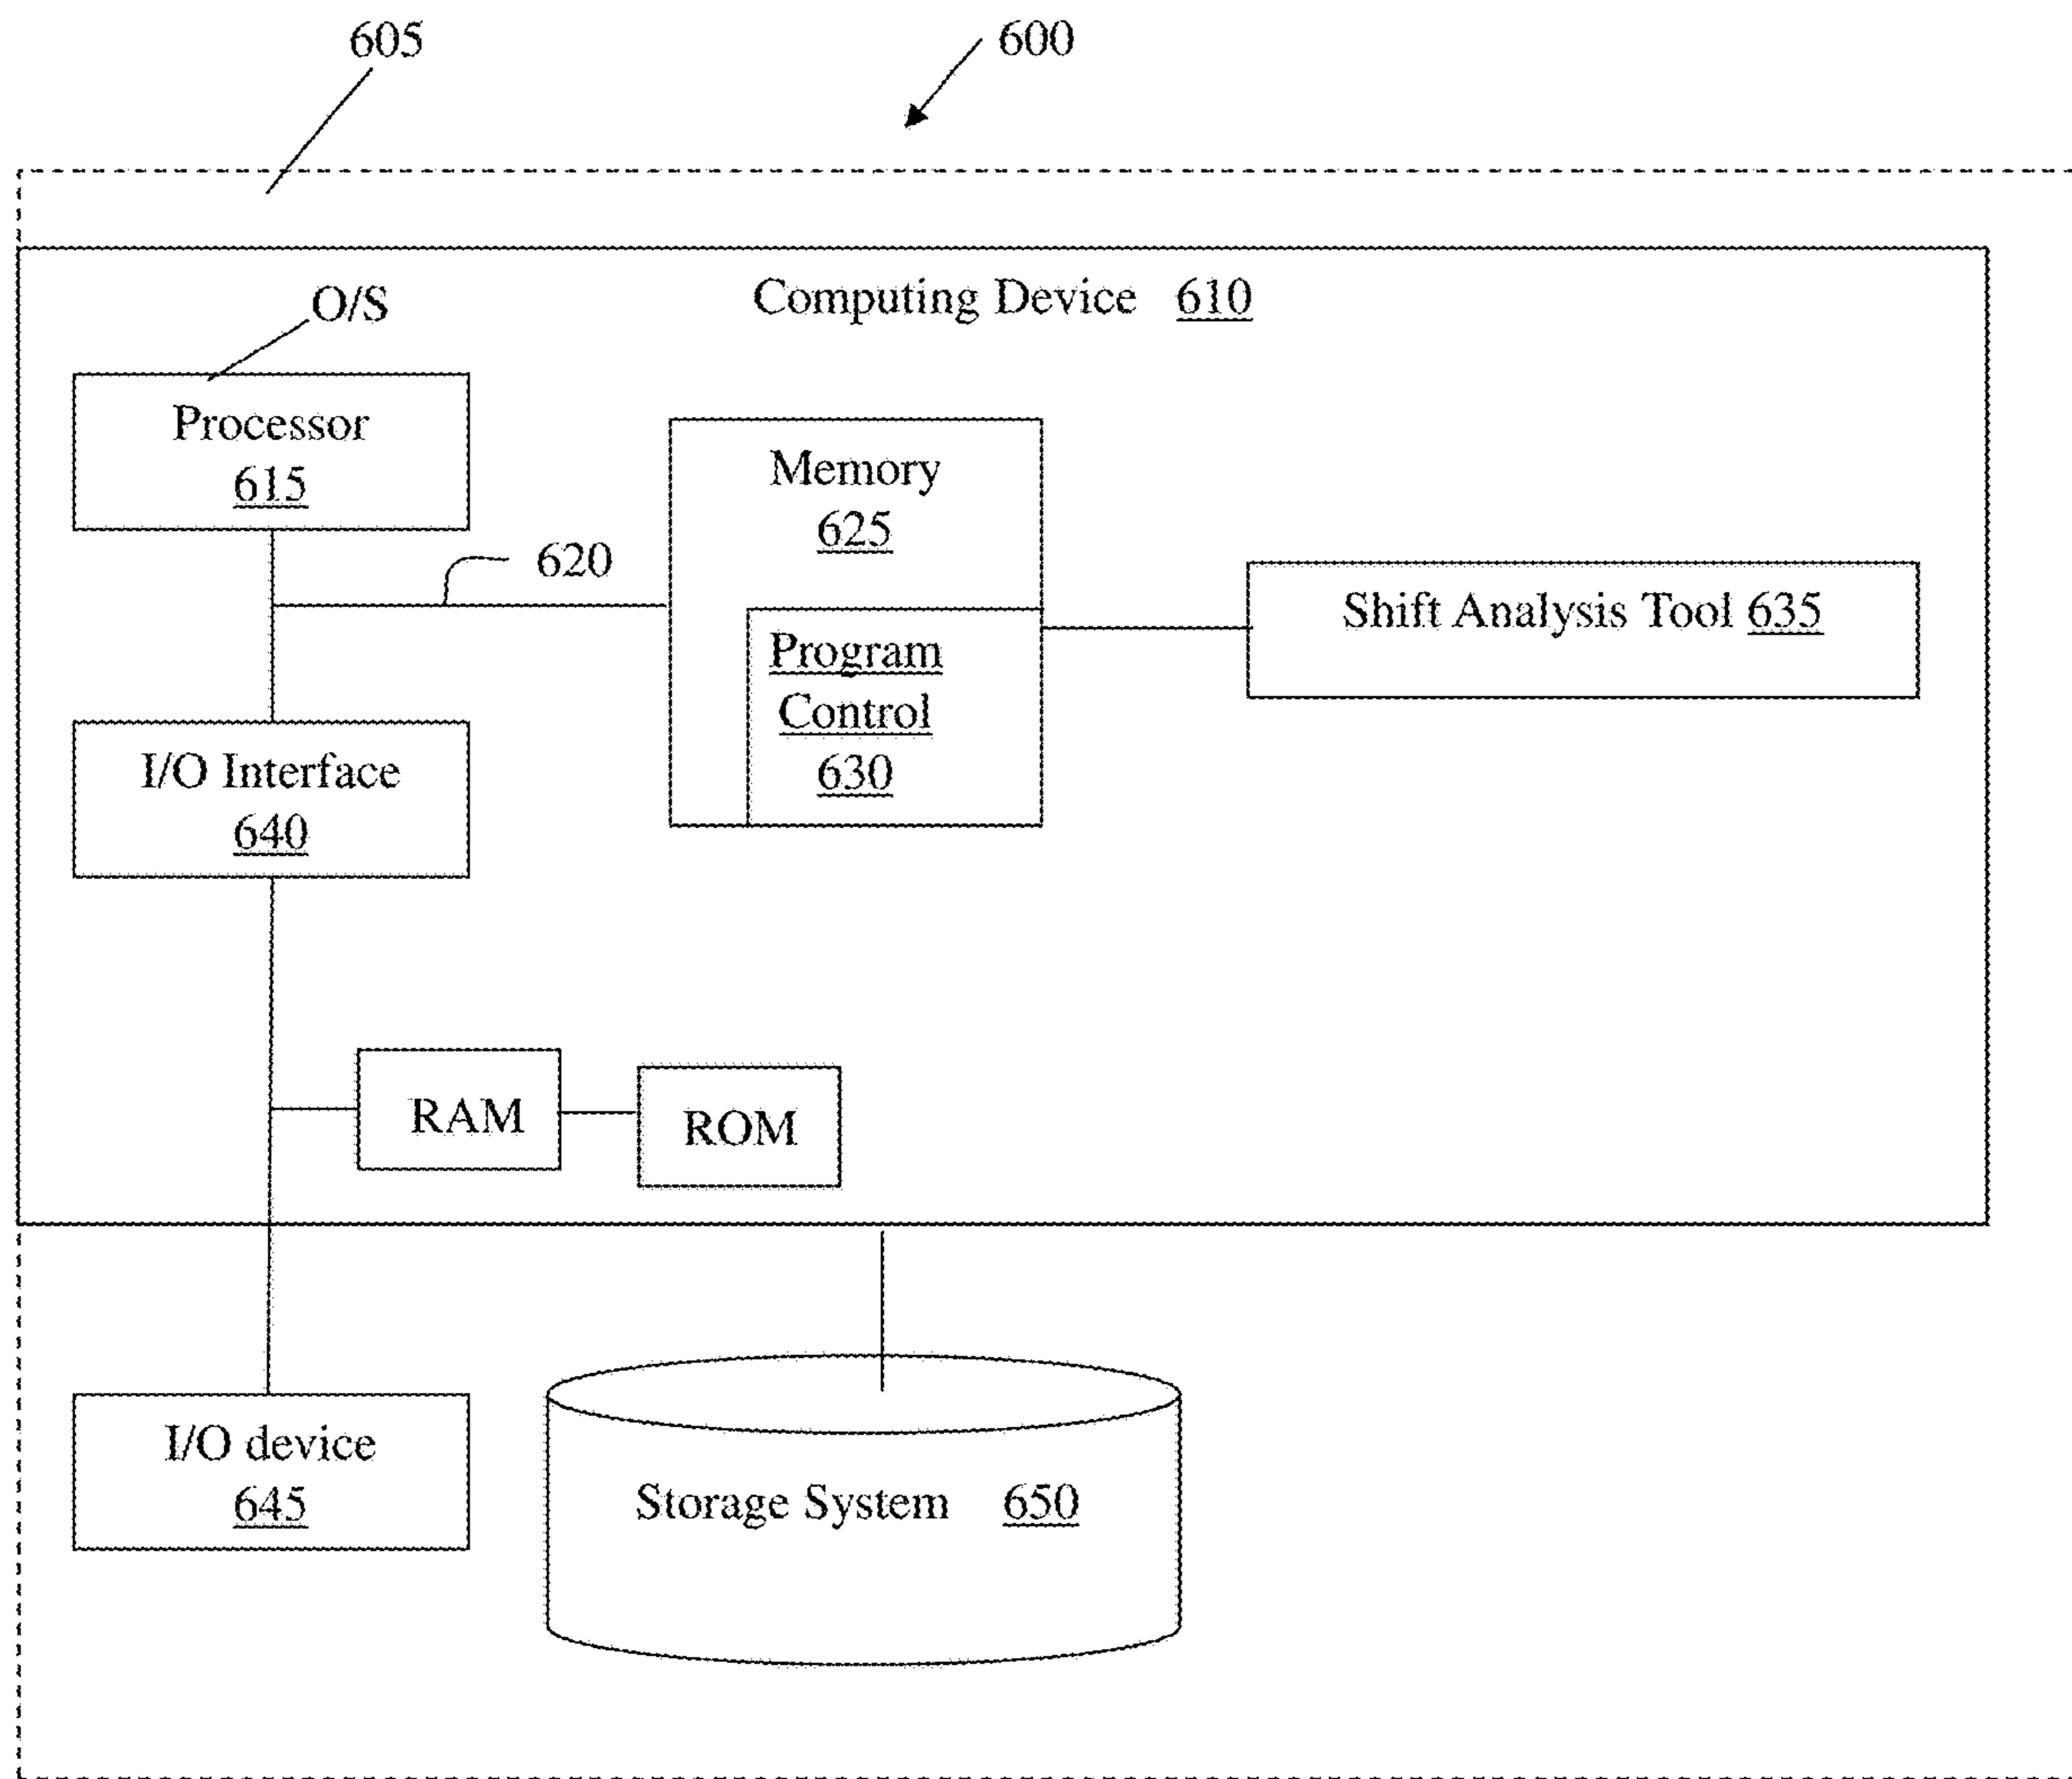 605
600
Computing Device 610
O/S
Processor
615
Memory
625
620
Shift Analysis Tool 635
Program
Control
630
I/O Interface
640
RAM
ROM
I/O device
645
Storage System 650